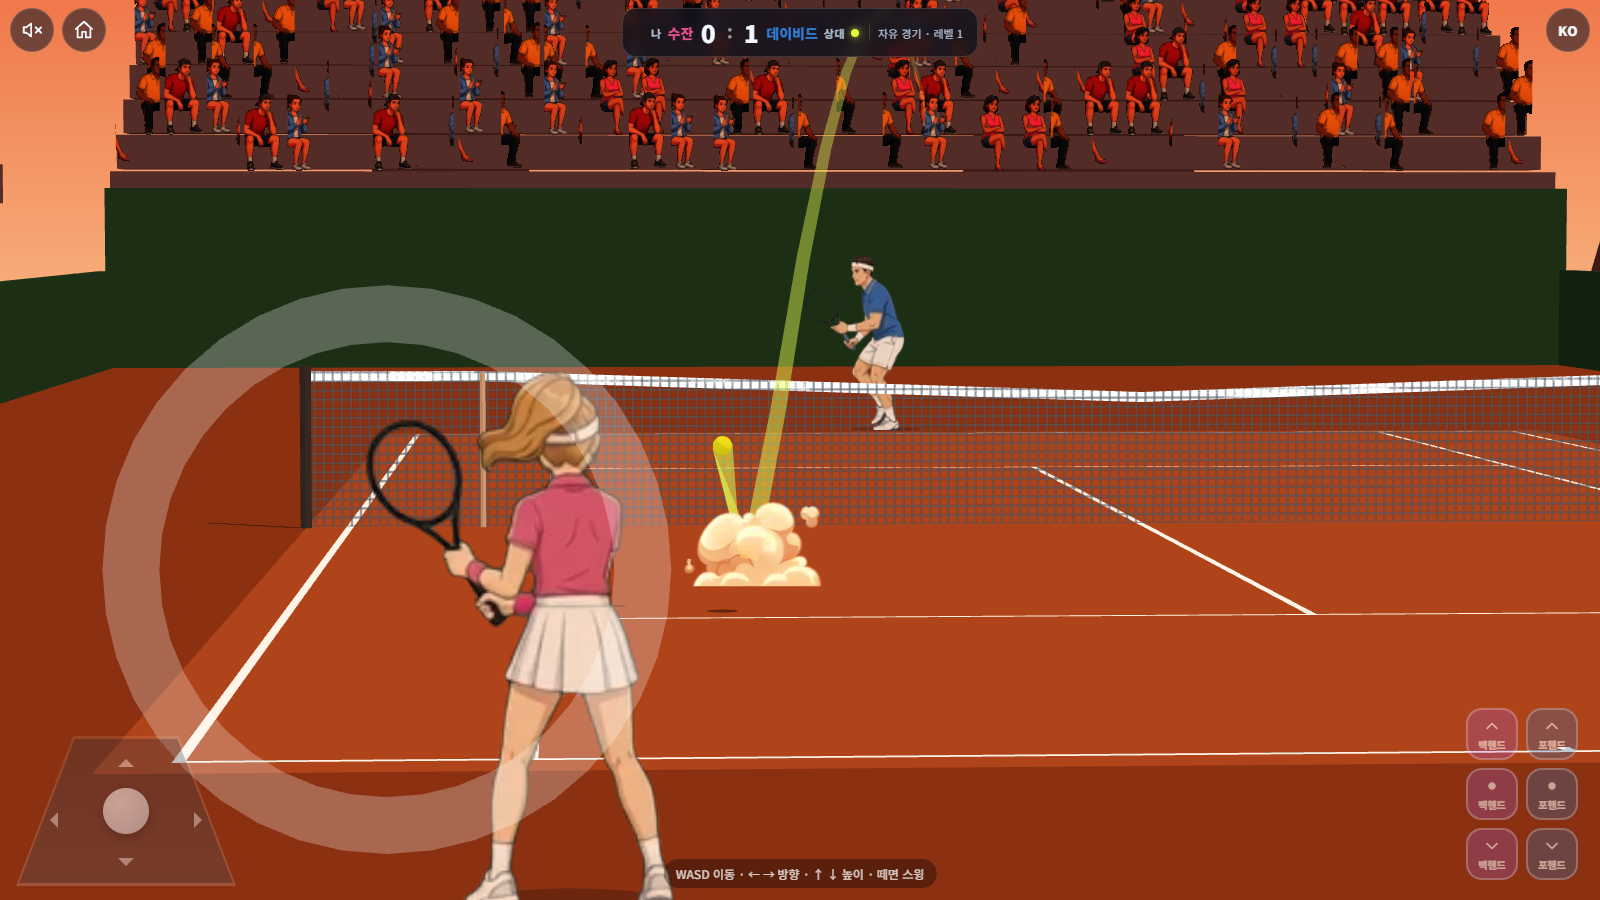 나 수잔 0 : 1 데이비드 상대 자유 경기 · 레벨 1
KO
백핸드 포핸드
백핸드 포핸드
백핸드 포핸드
WASD 이동 · ←→ 방향 · ↑↓ 높이 · 떼면 스윙